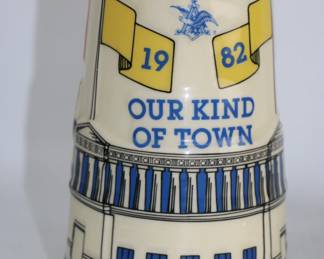 19 82
OUR KIND
OF TOWN